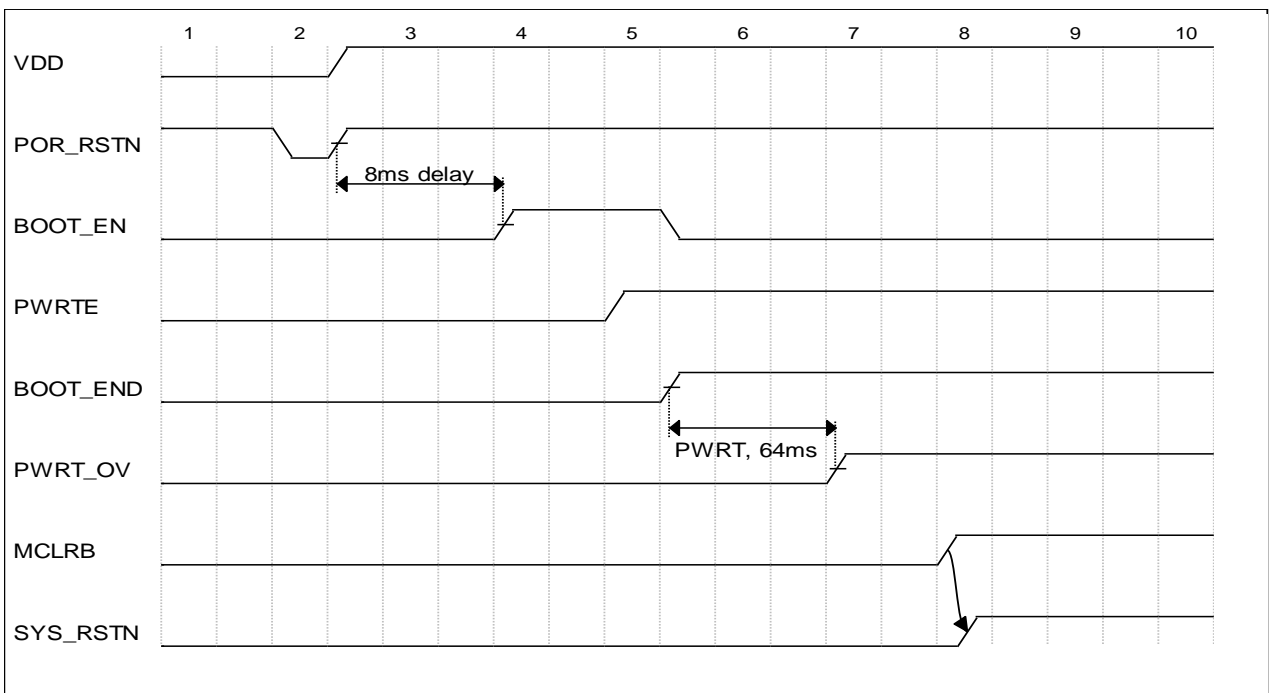 1 2 3 4 5 6 7 8 9 10
VDD
POR_RSTN
8ms delay
BOOT_EN
PWRTE
BOOT_END
PWRT, 64ms
PWRT_OV
MCLRB
SYS_RSTN